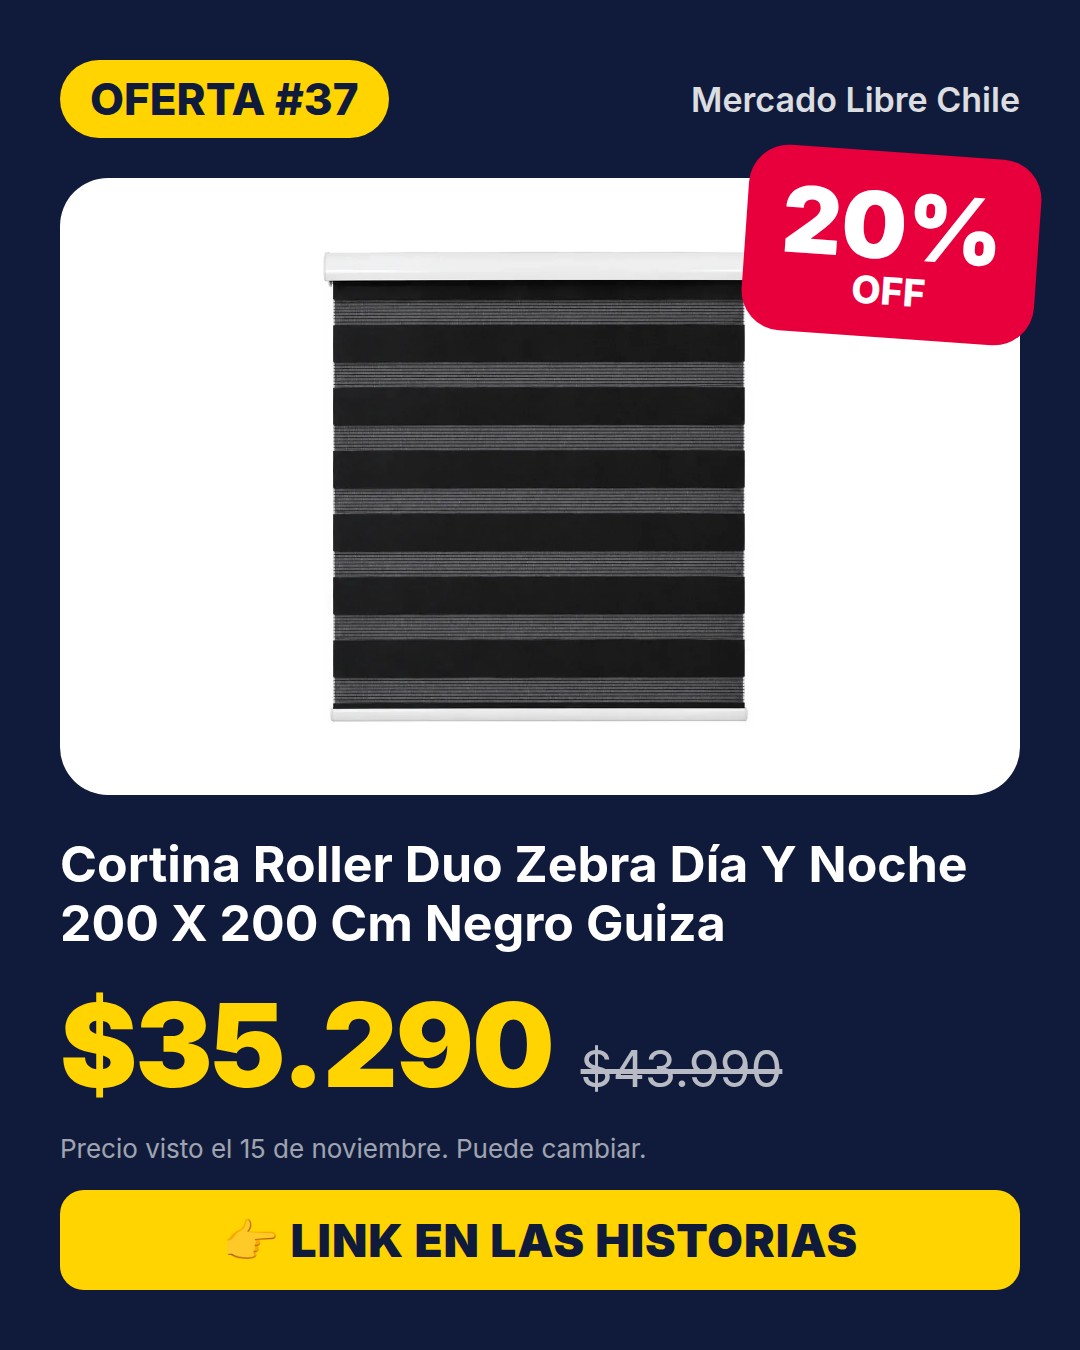 OFERTA #37
Mercado Libre Chile
20%
OFF
Cortina Roller Duo Zebra Día Y Noche
200 X 200 Cm Negro Guiza
$35.290 $43.990
Precio visto el 15 de noviembre. Puede cambiar.
👉 LINK EN LAS HISTORIAS